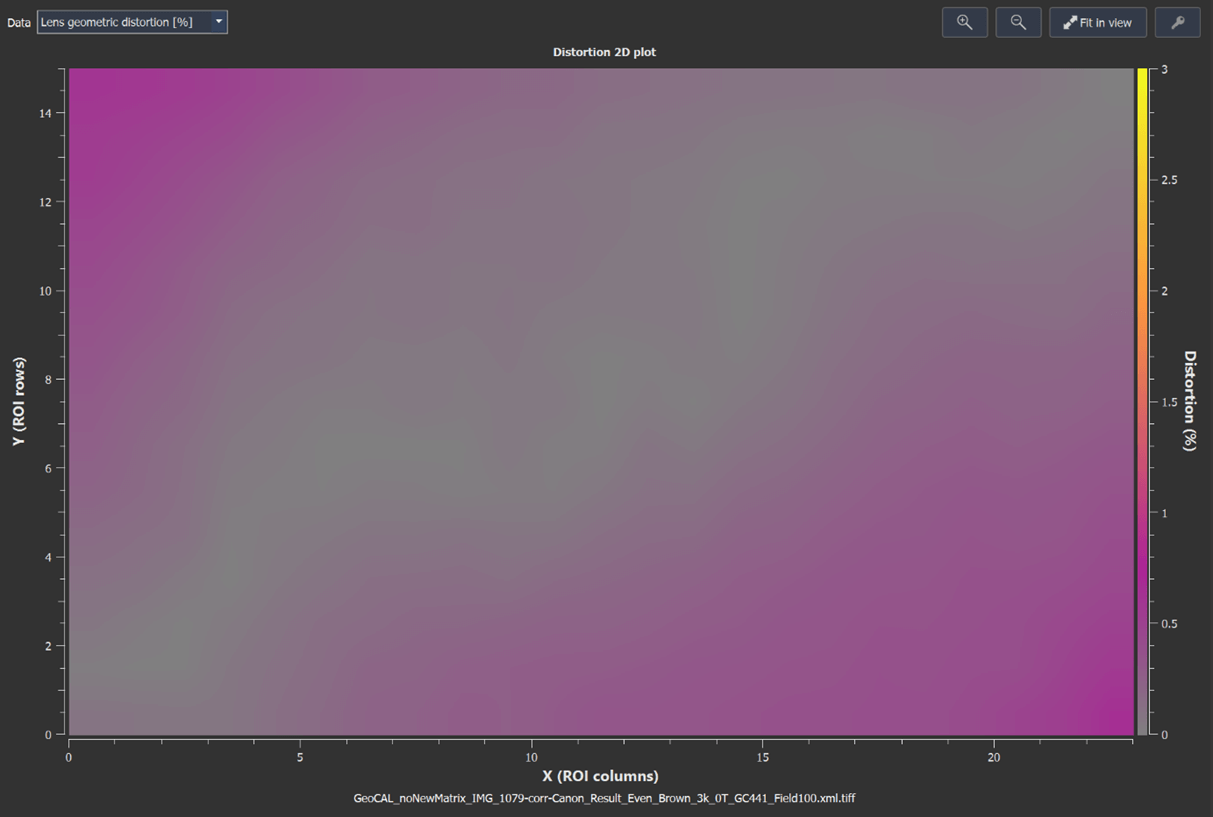 Data Lens geometric distortion [%] Fit in view
Distortion 2D plot
14
12
10
8
6
4
2
0
Y (ROI rows)
0 5 10 15 20
X (ROI columns)
3
2.5
2
1.5
1
0.5
0
Distortion (%)
GeoCAL_noNewMatrix_IMG_1079-corr-Canon_Result_Even_Brown_3k_0T_GC441_Field100.xml.tiff